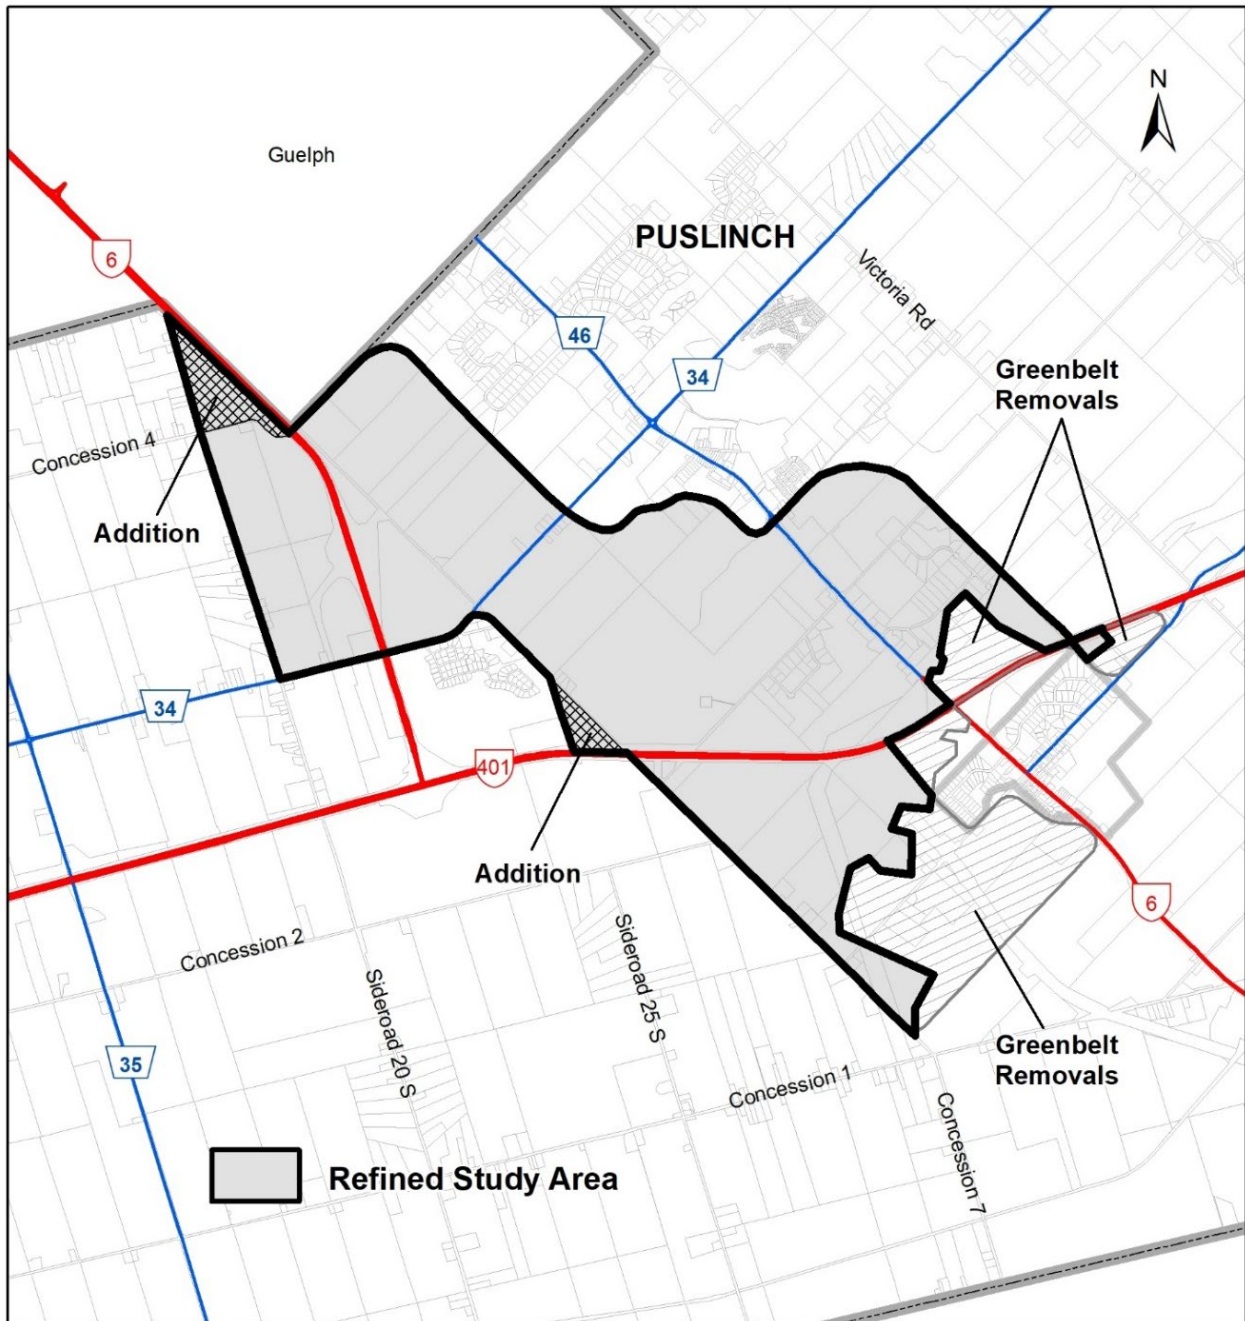 N
Guelph
PUSLINCH
6
Victoria Rd
46
34
Greenbelt
Removals
Concession 4
Addition
34
401
Addition
6
Concession 2
Sideroad 20 S
Sideroad 25 S
35
Greenbelt
Removals
Concession 1
Concession 7
Refined Study Area